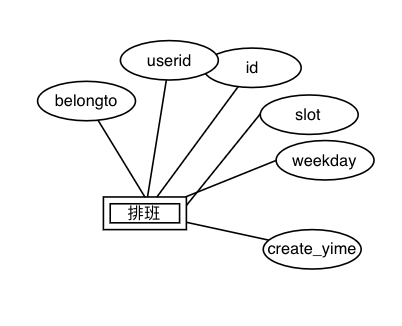 userid
id
belongto
slot
weekday
排班
create_yime